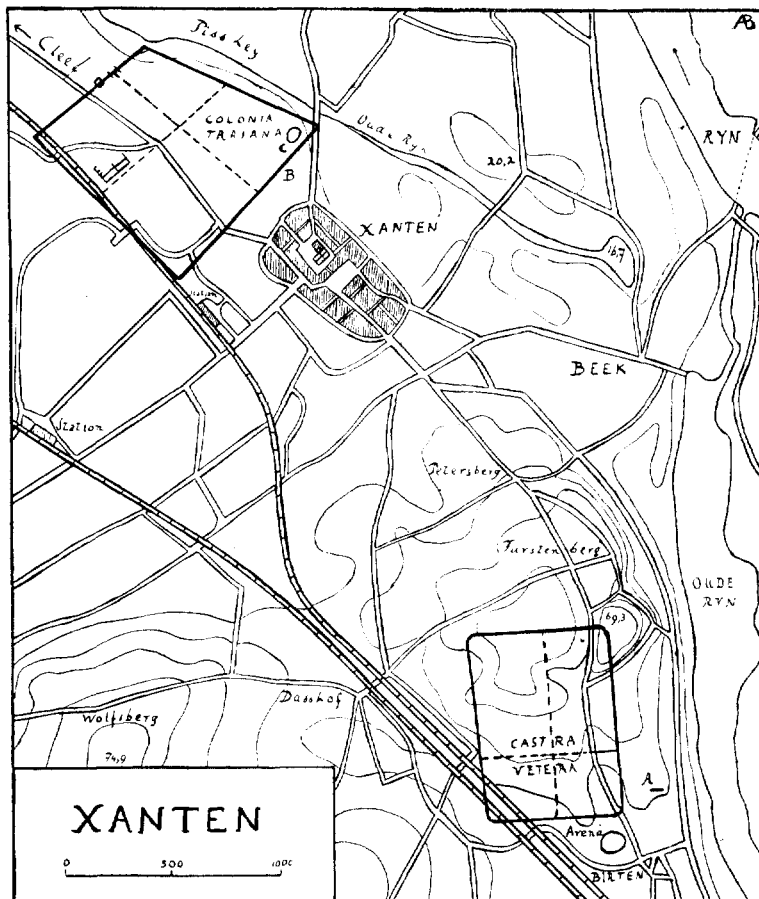 AB
← Cleef
Piss Ley
COLONIA
TRAIANA
C
B
Oude Ryn
20,2
RYN
XANTEN
16,7
Station
BEEK
Station
Petersberg
Furstenberg
OUDE
RYN
69,3
Dasshof
Wolfsberg
74,9
CASTRA
VETERA
A
Arena
BIRTEN
XANTEN
0 500 1000